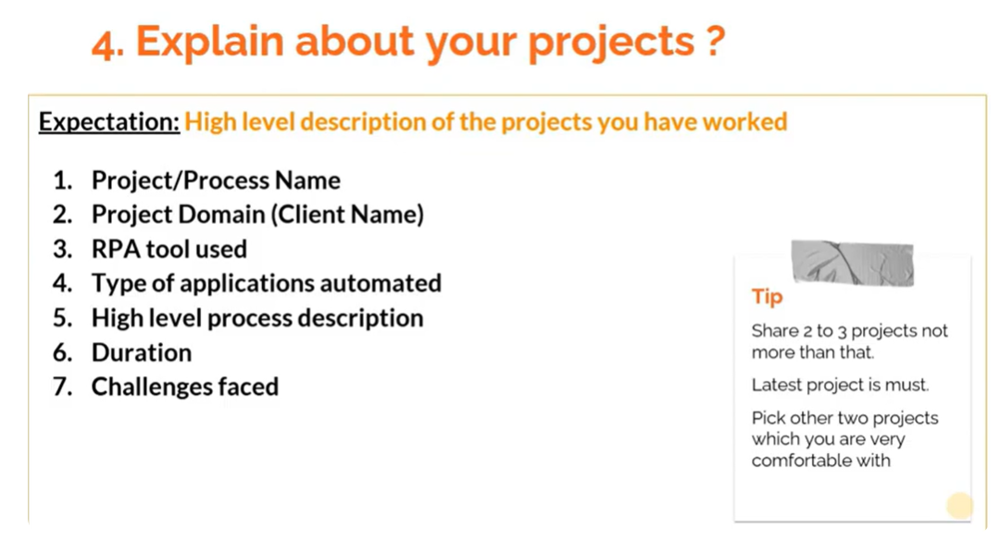 4. Explain about your projects ?
Expectation: High level description of the projects you have worked
1. Project/Process Name
2. Project Domain (Client Name)
3. RPA tool used
4. Type of applications automated
5. High level process description
6. Duration
7. Challenges faced
Tip
Share 2 to 3 projects not
more than that.
Latest project is must.
Pick other two projects
which you are very
comfortable with